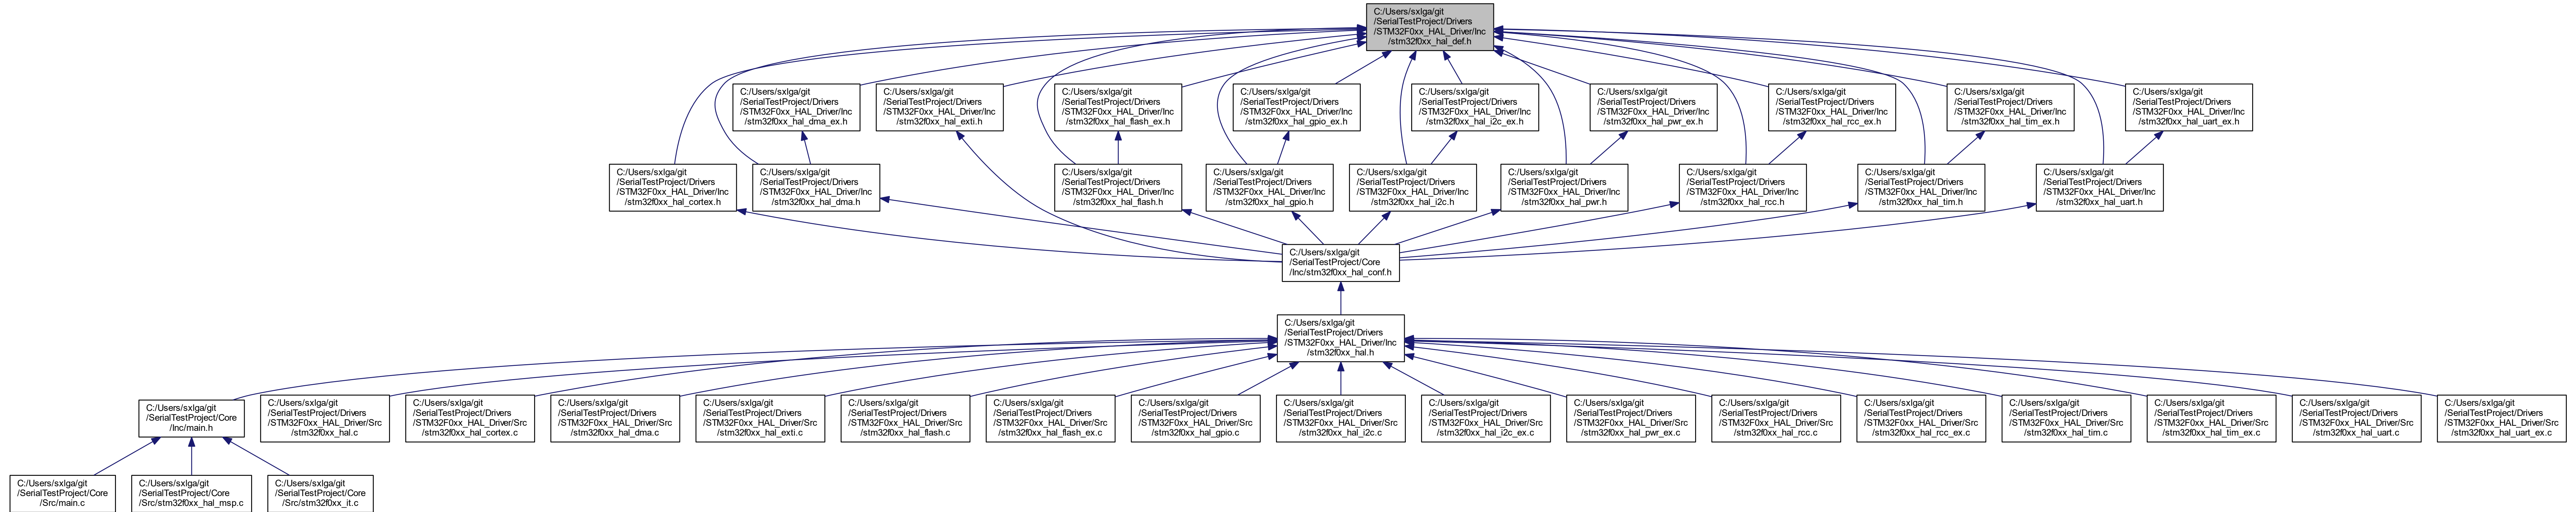 C:/Users/sxlga/git
/SerialTestProject/Drivers
/STM32F0xx_HAL_Driver/Inc
/stm32f0xx_hal_def.h
C:/Users/sxlga/git
/SerialTestProject/Drivers
/STM32F0xx_HAL_Driver/Inc
/stm32f0xx_hal_dma_ex.h
C:/Users/sxlga/git
/SerialTestProject/Drivers
/STM32F0xx_HAL_Driver/Inc
/stm32f0xx_hal_exti.h
C:/Users/sxlga/git
/SerialTestProject/Drivers
/STM32F0xx_HAL_Driver/Inc
/stm32f0xx_hal_flash_ex.h
C:/Users/sxlga/git
/SerialTestProject/Drivers
/STM32F0xx_HAL_Driver/Inc
/stm32f0xx_hal_gpio_ex.h
C:/Users/sxlga/git
/SerialTestProject/Drivers
/STM32F0xx_HAL_Driver/Inc
/stm32f0xx_hal_i2c_ex.h
C:/Users/sxlga/git
/SerialTestProject/Drivers
/STM32F0xx_HAL_Driver/Inc
/stm32f0xx_hal_pwr_ex.h
C:/Users/sxlga/git
/SerialTestProject/Drivers
/STM32F0xx_HAL_Driver/Inc
/stm32f0xx_hal_rcc_ex.h
C:/Users/sxlga/git
/SerialTestProject/Drivers
/STM32F0xx_HAL_Driver/Inc
/stm32f0xx_hal_tim_ex.h
C:/Users/sxlga/git
/SerialTestProject/Drivers
/STM32F0xx_HAL_Driver/Inc
/stm32f0xx_hal_uart_ex.h
C:/Users/sxlga/git
/SerialTestProject/Drivers
/STM32F0xx_HAL_Driver/Inc
/stm32f0xx_hal_cortex.h
C:/Users/sxlga/git
/SerialTestProject/Drivers
/STM32F0xx_HAL_Driver/Inc
/stm32f0xx_hal_dma.h
C:/Users/sxlga/git
/SerialTestProject/Drivers
/STM32F0xx_HAL_Driver/Inc
/stm32f0xx_hal_flash.h
C:/Users/sxlga/git
/SerialTestProject/Drivers
/STM32F0xx_HAL_Driver/Inc
/stm32f0xx_hal_gpio.h
C:/Users/sxlga/git
/SerialTestProject/Drivers
/STM32F0xx_HAL_Driver/Inc
/stm32f0xx_hal_i2c.h
C:/Users/sxlga/git
/SerialTestProject/Drivers
/STM32F0xx_HAL_Driver/Inc
/stm32f0xx_hal_pwr.h
C:/Users/sxlga/git
/SerialTestProject/Drivers
/STM32F0xx_HAL_Driver/Inc
/stm32f0xx_hal_rcc.h
C:/Users/sxlga/git
/SerialTestProject/Drivers
/STM32F0xx_HAL_Driver/Inc
/stm32f0xx_hal_tim.h
C:/Users/sxlga/git
/SerialTestProject/Drivers
/STM32F0xx_HAL_Driver/Inc
/stm32f0xx_hal_uart.h
C:/Users/sxlga/git
/SerialTestProject/Core
/Inc/stm32f0xx_hal_conf.h
C:/Users/sxlga/git
/SerialTestProject/Drivers
/STM32F0xx_HAL_Driver/Inc
/stm32f0xx_hal.h
C:/Users/sxlga/git
/SerialTestProject/Core
/Inc/main.h
C:/Users/sxlga/git
/SerialTestProject/Drivers
/STM32F0xx_HAL_Driver/Src
/stm32f0xx_hal.c
C:/Users/sxlga/git
/SerialTestProject/Drivers
/STM32F0xx_HAL_Driver/Src
/stm32f0xx_hal_cortex.c
C:/Users/sxlga/git
/SerialTestProject/Drivers
/STM32F0xx_HAL_Driver/Src
/stm32f0xx_hal_dma.c
C:/Users/sxlga/git
/SerialTestProject/Drivers
/STM32F0xx_HAL_Driver/Src
/stm32f0xx_hal_exti.c
C:/Users/sxlga/git
/SerialTestProject/Drivers
/STM32F0xx_HAL_Driver/Src
/stm32f0xx_hal_flash.c
C:/Users/sxlga/git
/SerialTestProject/Drivers
/STM32F0xx_HAL_Driver/Src
/stm32f0xx_hal_flash_ex.c
C:/Users/sxlga/git
/SerialTestProject/Drivers
/STM32F0xx_HAL_Driver/Src
/stm32f0xx_hal_gpio.c
C:/Users/sxlga/git
/SerialTestProject/Drivers
/STM32F0xx_HAL_Driver/Src
/stm32f0xx_hal_i2c.c
C:/Users/sxlga/git
/SerialTestProject/Drivers
/STM32F0xx_HAL_Driver/Src
/stm32f0xx_hal_i2c_ex.c
C:/Users/sxlga/git
/SerialTestProject/Drivers
/STM32F0xx_HAL_Driver/Src
/stm32f0xx_hal_pwr_ex.c
C:/Users/sxlga/git
/SerialTestProject/Drivers
/STM32F0xx_HAL_Driver/Src
/stm32f0xx_hal_rcc.c
C:/Users/sxlga/git
/SerialTestProject/Drivers
/STM32F0xx_HAL_Driver/Src
/stm32f0xx_hal_rcc_ex.c
C:/Users/sxlga/git
/SerialTestProject/Drivers
/STM32F0xx_HAL_Driver/Src
/stm32f0xx_hal_tim.c
C:/Users/sxlga/git
/SerialTestProject/Drivers
/STM32F0xx_HAL_Driver/Src
/stm32f0xx_hal_tim_ex.c
C:/Users/sxlga/git
/SerialTestProject/Drivers
/STM32F0xx_HAL_Driver/Src
/stm32f0xx_hal_uart.c
C:/Users/sxlga/git
/SerialTestProject/Drivers
/STM32F0xx_HAL_Driver/Src
/stm32f0xx_hal_uart_ex.c
C:/Users/sxlga/git
/SerialTestProject/Core
/Src/main.c
C:/Users/sxlga/git
/SerialTestProject/Core
/Src/stm32f0xx_hal_msp.c
C:/Users/sxlga/git
/SerialTestProject/Core
/Src/stm32f0xx_it.c